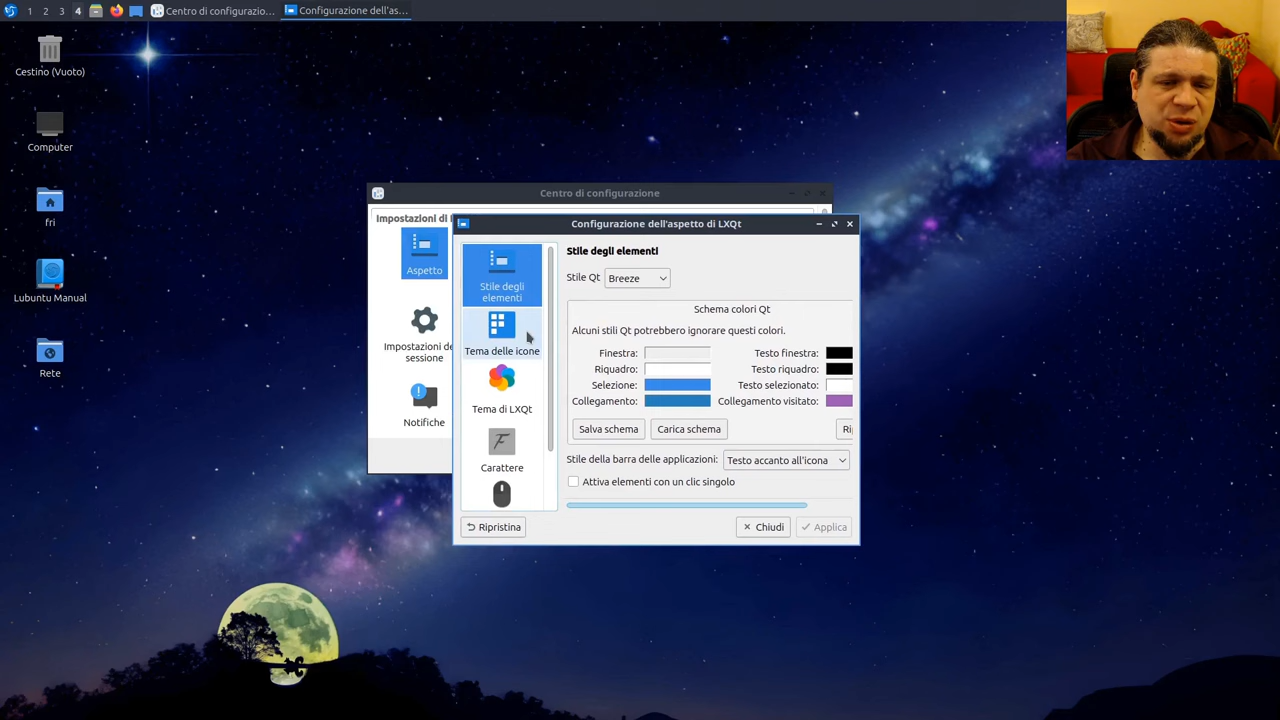 1 2 3 4 Centro di configurazio... Configurazione dell'as...
Cestino (Vuoto)
Computer
fri
Lubuntu Manual
Rete
Centro di configurazione
Impostazioni di
Aspetto
Impostazioni de
sessione
Notifiche
Configurazione dell'aspetto di LXQt
Stile degli
elementi
Tema delle icone
Tema di LXQt
Carattere
Stile degli elementi
Stile Qt Breeze
Schema colori Qt
Alcuni stili Qt potrebbero ignorare questi colori.
Finestra: Testo finestra:
Riquadro: Testo riquadro:
Selezione: Testo selezionato:
Collegamento: Collegamento visitato:
Salva schema Carica schema Rip
Stile della barra delle applicazioni: Testo accanto all'icona
Attiva elementi con un clic singolo
Ripristina Chiudi Applica